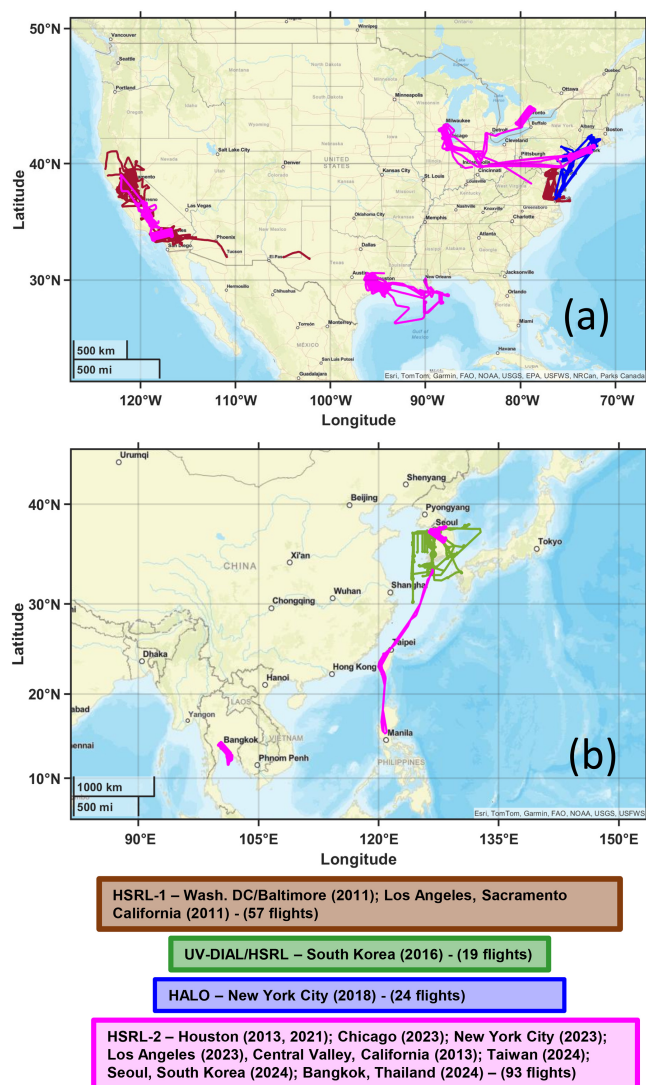 50°N
40°N
30°N
Latitude
Vancouver
Seattle
Portland
Winnipeg
Quebec
Ottawa
Minneapolis
Milwaukee
Detroit
Buffalo
Albany
Boston
Cleveland
Pittsburgh
Salt Lake City
Denver
UNITED
STATES
Kansas City
St. Louis
Cincinnati
Louisville
Nashville
Knoxville
Greensboro
Charlotte
Las Vegas
Phoenix
Tucson
San Diego
Oklahoma City
Memphis
Atlanta
Dallas
El Paso
Austin
New Orleans
Jacksonville
Orlando
Miami
Hermosillo
Chihuahua
Torreón
Monterrey
MÉXICO
San Luis Potosí
Guadalajara
Gulf of
Mexico
Havana
(a)
500 km
500 mi
Esri, TomTom, Garmin, FAO, NOAA, USGS, EPA, USFWS, NRCan, Parks Canada
120°W 110°W 100°W 90°W 80°W 70°W
Longitude
40°N
30°N
20°N
10°N
Latitude
Urumqi
Shenyang
Beijing
Pyongyang
Seoul
Tokyo
Xi'an
CHINA
Wuhan
Shanghai
Chongqing
Taipei
Dhaka
Hong Kong
Hanoi
LAOS
Yangon
Bangkok
VIETNAM
Phnom Penh
Manila
PHILIPPINES
(b)
1000 km
500 mi
Esri, TomTom, Garmin, FAO, NOAA, USGS, USFWS
90°E 105°E 120°E 135°E 150°E
Longitude
HSRL-1 – Wash. DC/Baltimore (2011); Los Angeles, Sacramento
California (2011) - (57 flights)
UV-DIAL/HSRL – South Korea (2016) - (19 flights)
HALO – New York City (2018) - (24 flights)
HSRL-2 – Houston (2013, 2021); Chicago (2023); New York City (2023);
Los Angeles (2023), Central Valley, California (2013); Taiwan (2024);
Seoul, South Korea (2024); Bangkok, Thailand (2024) – (93 flights)